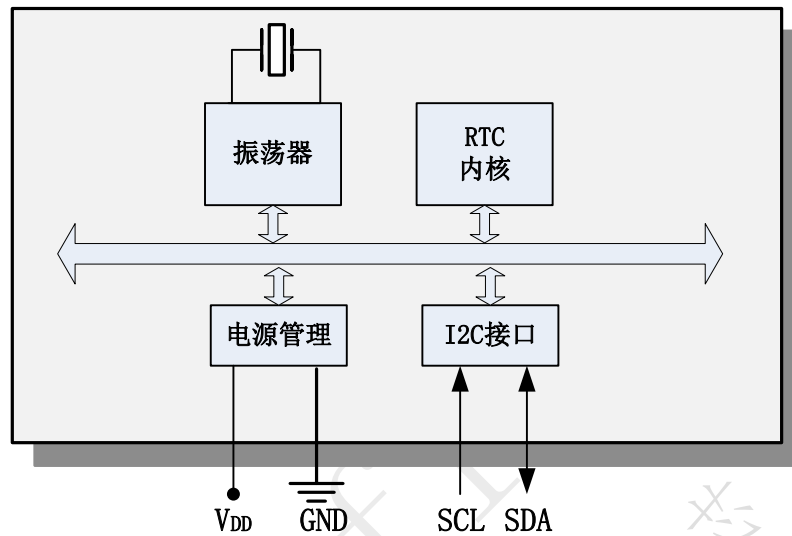 振荡器
RTC
内核
电源管理
I2C接口
VDD
GND
SCL
SDA